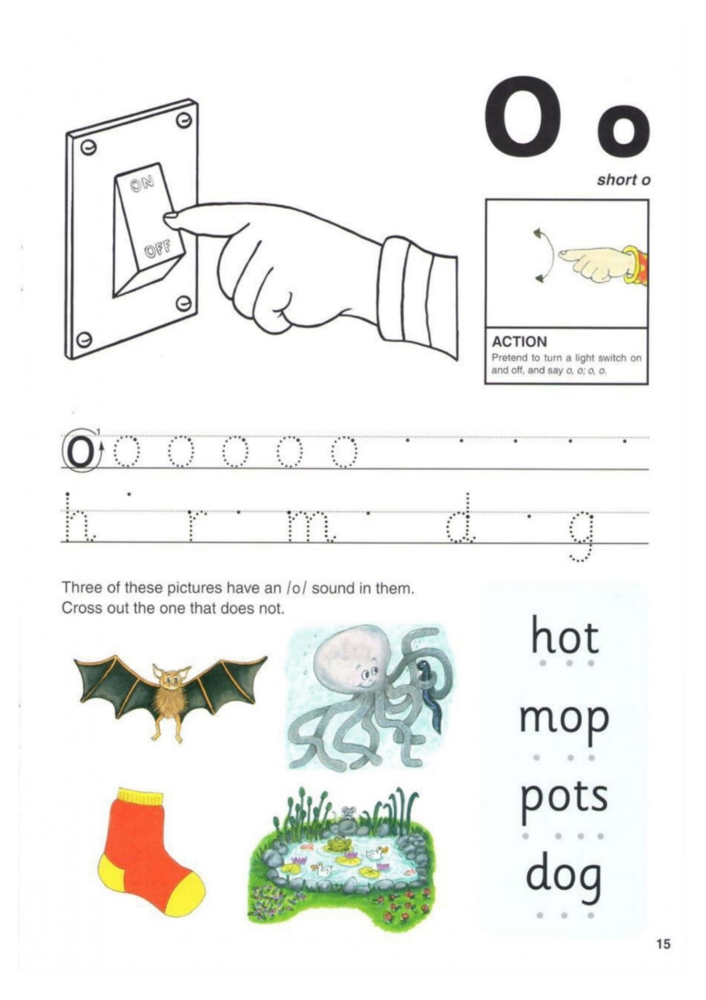 O o
short o
ON
OFF
ACTION
Pretend to turn a light switch on
and off, and say o, o; o, o.
o 1 o o o o o
h r m d g
Three of these pictures have an /o/ sound in them.
Cross out the one that does not.
hot
mop
pots
dog
15